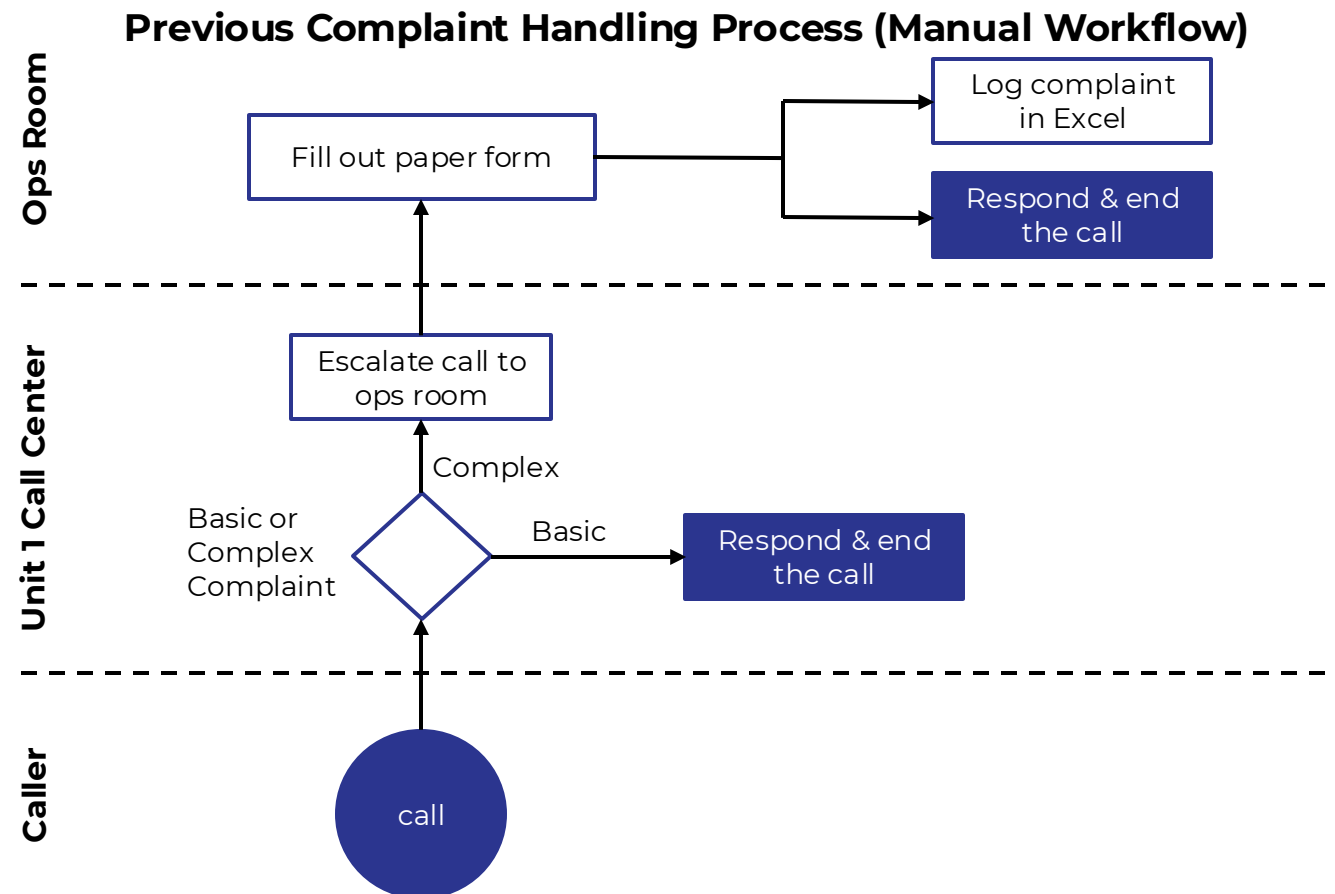 Previous Complaint Handling Process (Manual Workflow)
Ops Room
Fill out paper form
Log complaint
in Excel
Respond & end
the call
Unit 1 Call Center
Escalate call to
ops room
Complex
Basic or
Complex
Complaint
Basic
Respond & end
the call
Caller
call